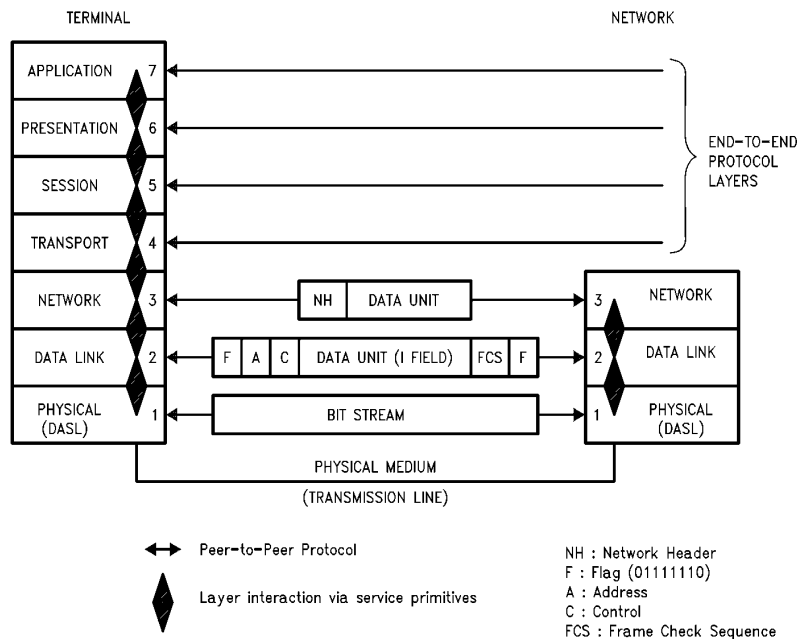 TERMINAL
NETWORK
APPLICATION 7
PRESENTATION 6
SESSION 5
TRANSPORT 4
END-TO-END
PROTOCOL
LAYERS
NETWORK 3
NH DATA UNIT
3 NETWORK
DATA LINK 2
F A C DATA UNIT (I FIELD) FCS F
2 DATA LINK
PHYSICAL
(DASL) 1
BIT STREAM
1 PHYSICAL
(DASL)
PHYSICAL MEDIUM
(TRANSMISSION LINE)
Peer-to-Peer Protocol
Layer interaction via service primitives
NH : Network Header
F : Flag (01111110)
A : Address
C : Control
FCS : Frame Check Sequence